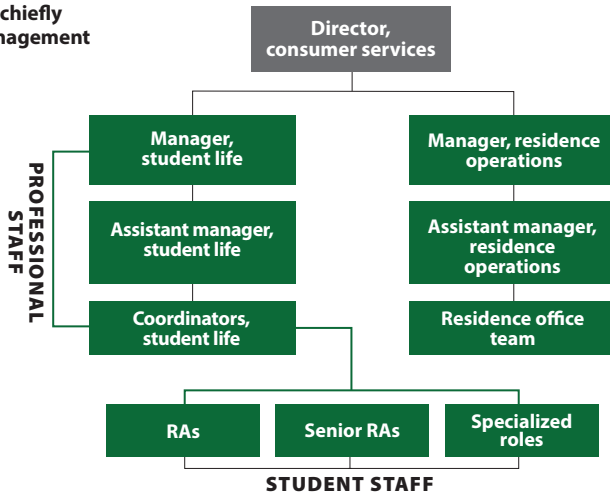 chiefly
Director,
consumer services
Manager,
student life
Manager, residence
operations
PROFESSIONAL
STAFF
Assistant manager,
student life
Assistant manager,
residence
operations
Coordinators,
student life
Residence office
team
RAs
Senior RAs
Specialized
roles
STUDENT STAFF